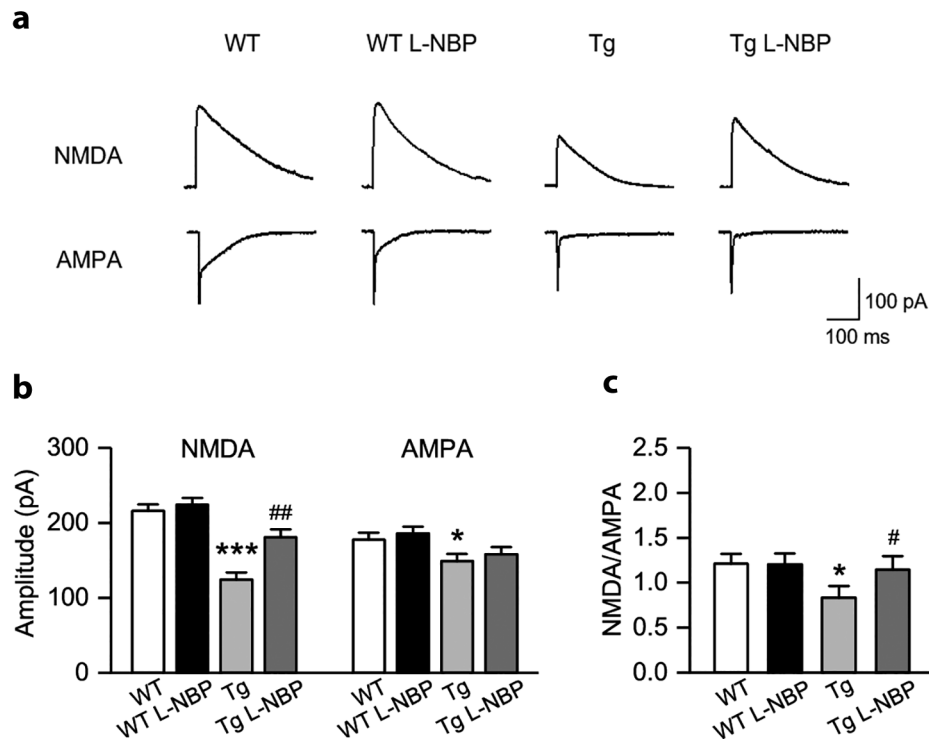 a
WT WT L-NBP Tg Tg L-NBP
NMDA
AMPA
100 pA
100 ms
b
NMDA AMPA
Amplitude (pA)
300
200
100
0
***
##
*
WT WT L-NBP Tg Tg L-NBP WT WT L-NBP Tg Tg L-NBP
c
NMDA/AMPA
2.5
2.0
1.5
1.0
0.5
0.0
*
#
WT WT L-NBP Tg Tg L-NBP